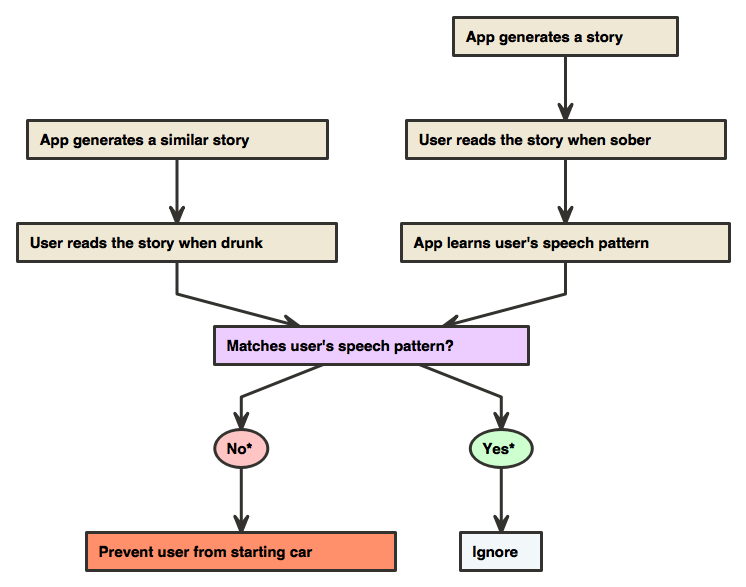 App generates a story
App generates a similar story
User reads the story when sober
User reads the story when drunk
App learns user's speech pattern
Matches user's speech pattern?
No*
Yes*
Prevent user from starting car
Ignore